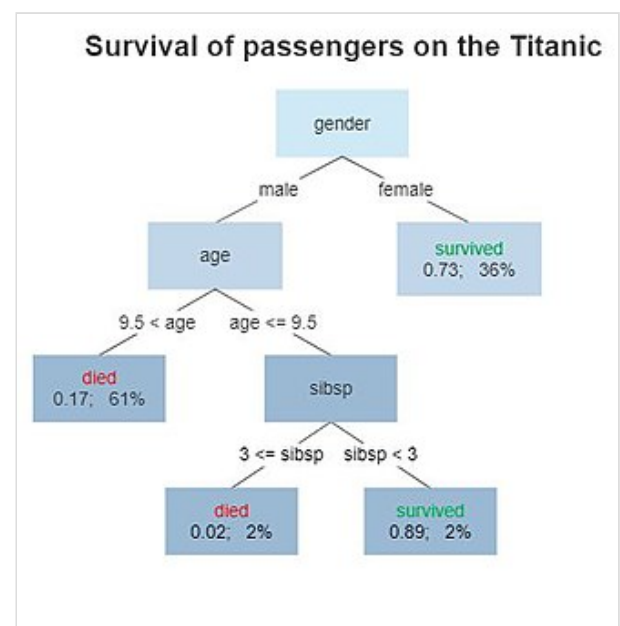 Survival of passengers on the Titanic
gender
male female
age
survived
0.73; 36%
9.5 < age age <= 9.5
died
0.17; 61%
sibsp
3 <= sibsp sibsp < 3
died
0.02; 2%
survived
0.89; 2%